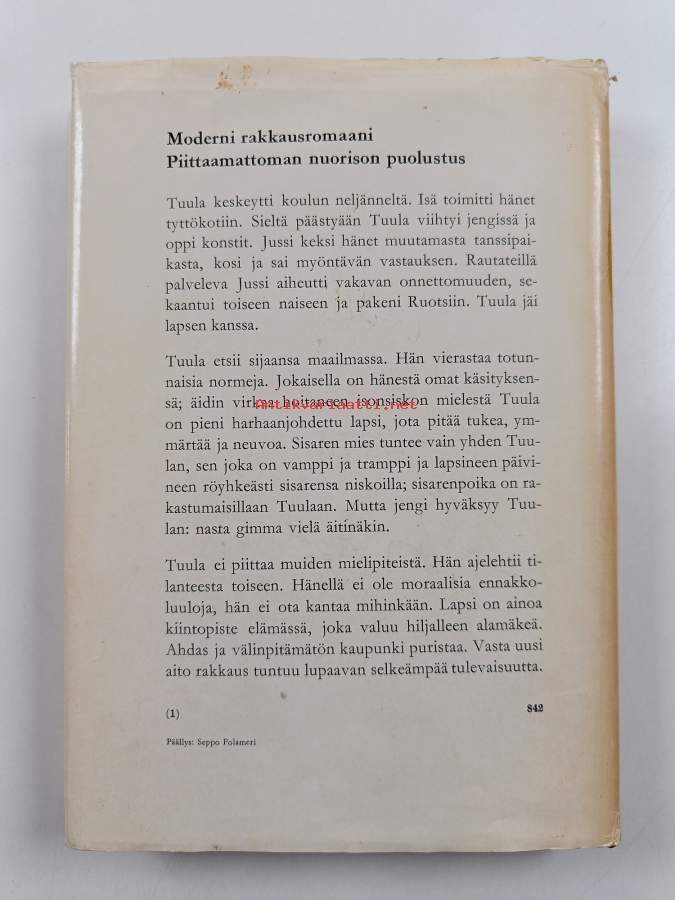 Moderni rakkausromaani
Piittaamattoman nuorison puolustus
Tuula keskeytti koulun neljänneltä. Isä toimitti hänet
tyttökotiin. Sieltä päästyään Tuula viihtyi jengissä ja
oppi konstit. Jussi keksi hänet muutamasta tanssipai-
kasta, kosi ja sai myöntävän vastauksen. Rautateillä
palveleva Jussi aiheutti vakavan onnettomuuden, se-
kaantui toiseen naiseen ja pakeni Ruotsiin. Tuula jäi
lapsen kanssa.
Tuula etsii sijaansa maailmassa. Hän vierastaa totun-
naisia normeja. Jokaisella on hänestä omat käsityksen-
sä; äidin virkaa hoitaneen isonsiskon mielestä Tuula
antikvariaatti.net
on pieni harhaanjohdettu lapsi, jota pitää tukea, ym-
märtää ja neuvoa. Sisaren mies tuntee vain yhden Tuu-
lan, sen joka on vamppi ja tramppi ja lapsineen päivi-
neen röyhkeästi sisarensa niskoilla; sisarenpoika on ra-
kastumaisillaan Tuulaan. Mutta jengi hyväksyy Tuu-
lan: nasta gimma vielä äitinäkin.
Tuula ei piittaa muiden mielipiteistä. Hän ajelehtii ti-
lanteesta toiseen. Hänellä ei ole moraalisia ennakko-
luuloja, hän ei ota kantaa mihinkään. Lapsi on ainoa
kiintopiste elämässä, joka valuu hiljalleen alamäkeä.
Ahdas ja välinpitämätön kaupunki puristaa. Vasta uusi
aito rakkaus tuntuu lupaavan selkeämpää tulevaisuutta.
(1) 842
Päällys: Seppo Polameri